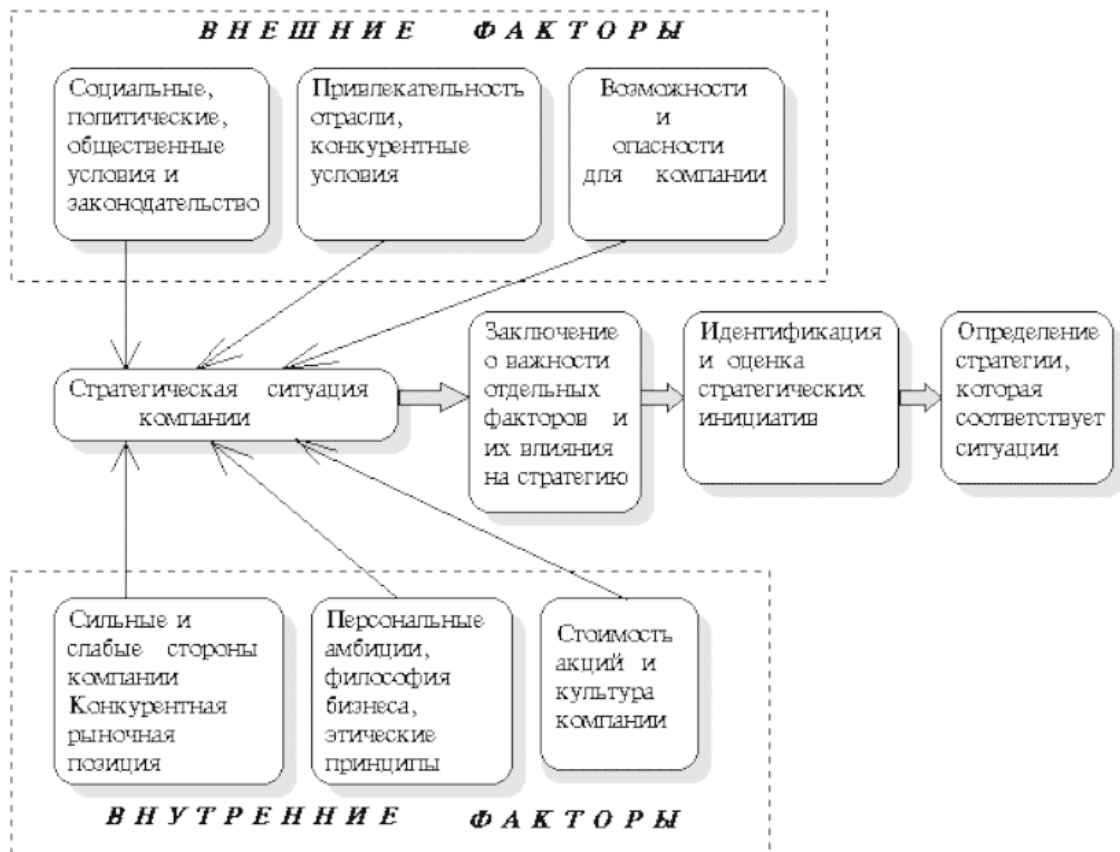 ВНЕШНИЕ ФАКТОРЫ
Социальные,
политические,
общественные
условия и
законодательство
Привлекательность
отрасли,
конкурентные
условия
Возможности
и
опасности
для компании
Стратегическая ситуация
компании
Заключение
о важности
отдельных
факторов и
их влияния
на стратегию
Идентификация
и оценка
стратегических
инициатив
Определение
стратегии,
которая
соответствует
ситуации
Сильные и
слабые стороны
компании
Конкурентная
рыночная
позиция
Персональные
амбиции,
философия
бизнеса,
этические
принципы
Стоимость
акций и
культура
компании
ВНУТРЕННИЕ ФАКТОРЫ